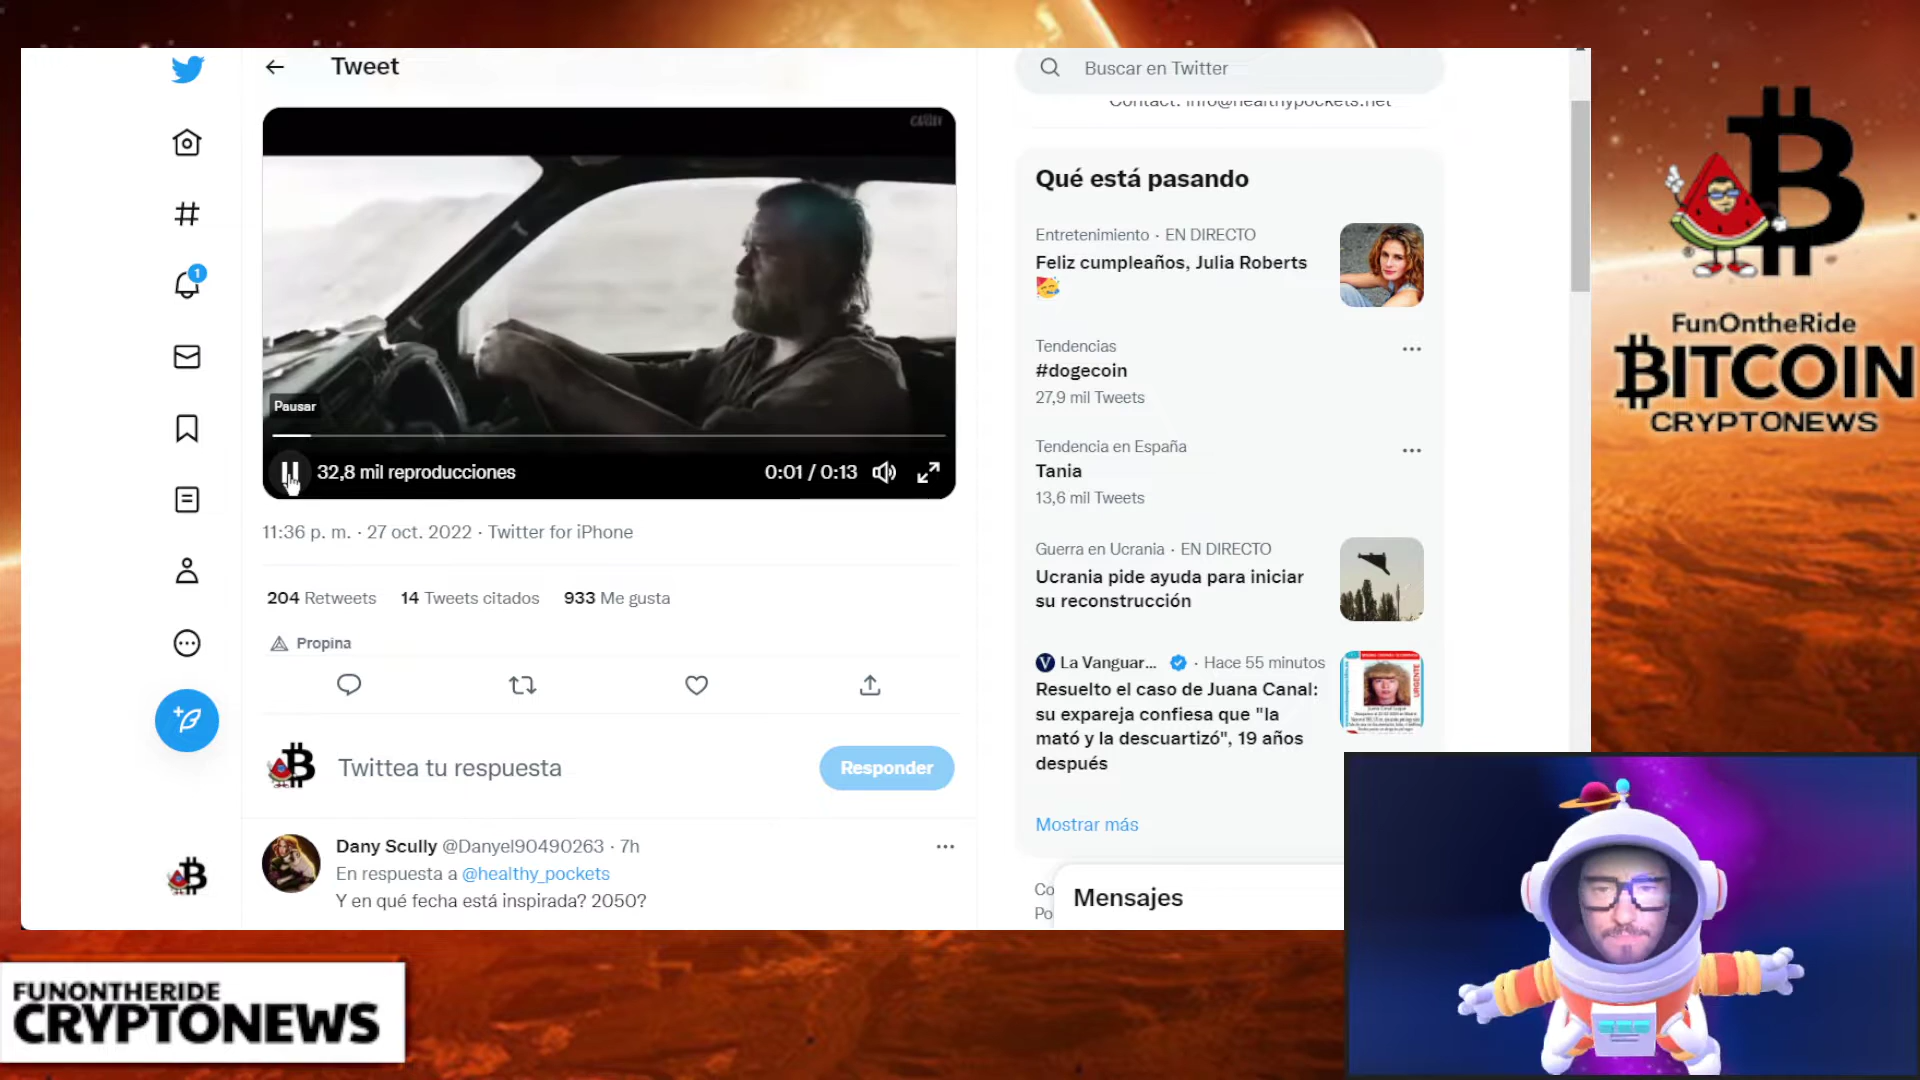 Tweet
Buscar en Twitter
Contact: info@healthypockets.net
Qué está pasando
Entretenimiento · EN DIRECTO
Feliz cumpleaños, Julia Roberts
🥳
Tendencias
#dogecoin
27,9 mil Tweets
Tendencia en España
Tania
13,6 mil Tweets
Guerra en Ucrania · EN DIRECTO
Ucrania pide ayuda para iniciar
su reconstrucción
La Vanguar... · Hace 55 minutos
Resuelto el caso de Juana Canal:
su expareja confiesa que "la
mató y la descuartizó", 19 años
después
URGENTE
Mostrar más
Co
Po
Mensajes
1
Pausar
32,8 mil reproducciones
0:01 / 0:13
11:36 p. m. · 27 oct. 2022 · Twitter for iPhone
204 Retweets 14 Tweets citados 933 Me gusta
Propina
Twittea tu respuesta
Responder
Dany Scully @Danyel90490263 · 7h
En respuesta a @healthy_pockets
Y en qué fecha está inspirada? 2050?
FunOntheRide
BITCOIN
CRYPTONEWS
FUNONTHERIDE
CRYPTONEWS